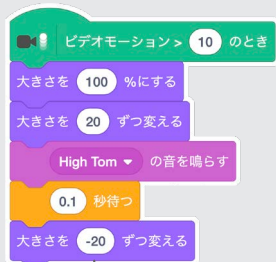 ビデオモーション > 10 のとき
大きさを 100 %にする
大きさを 20 ずつ変える
High Tom の音を鳴らす
0.1 秒待つ
大きさを -20 ずつ変える